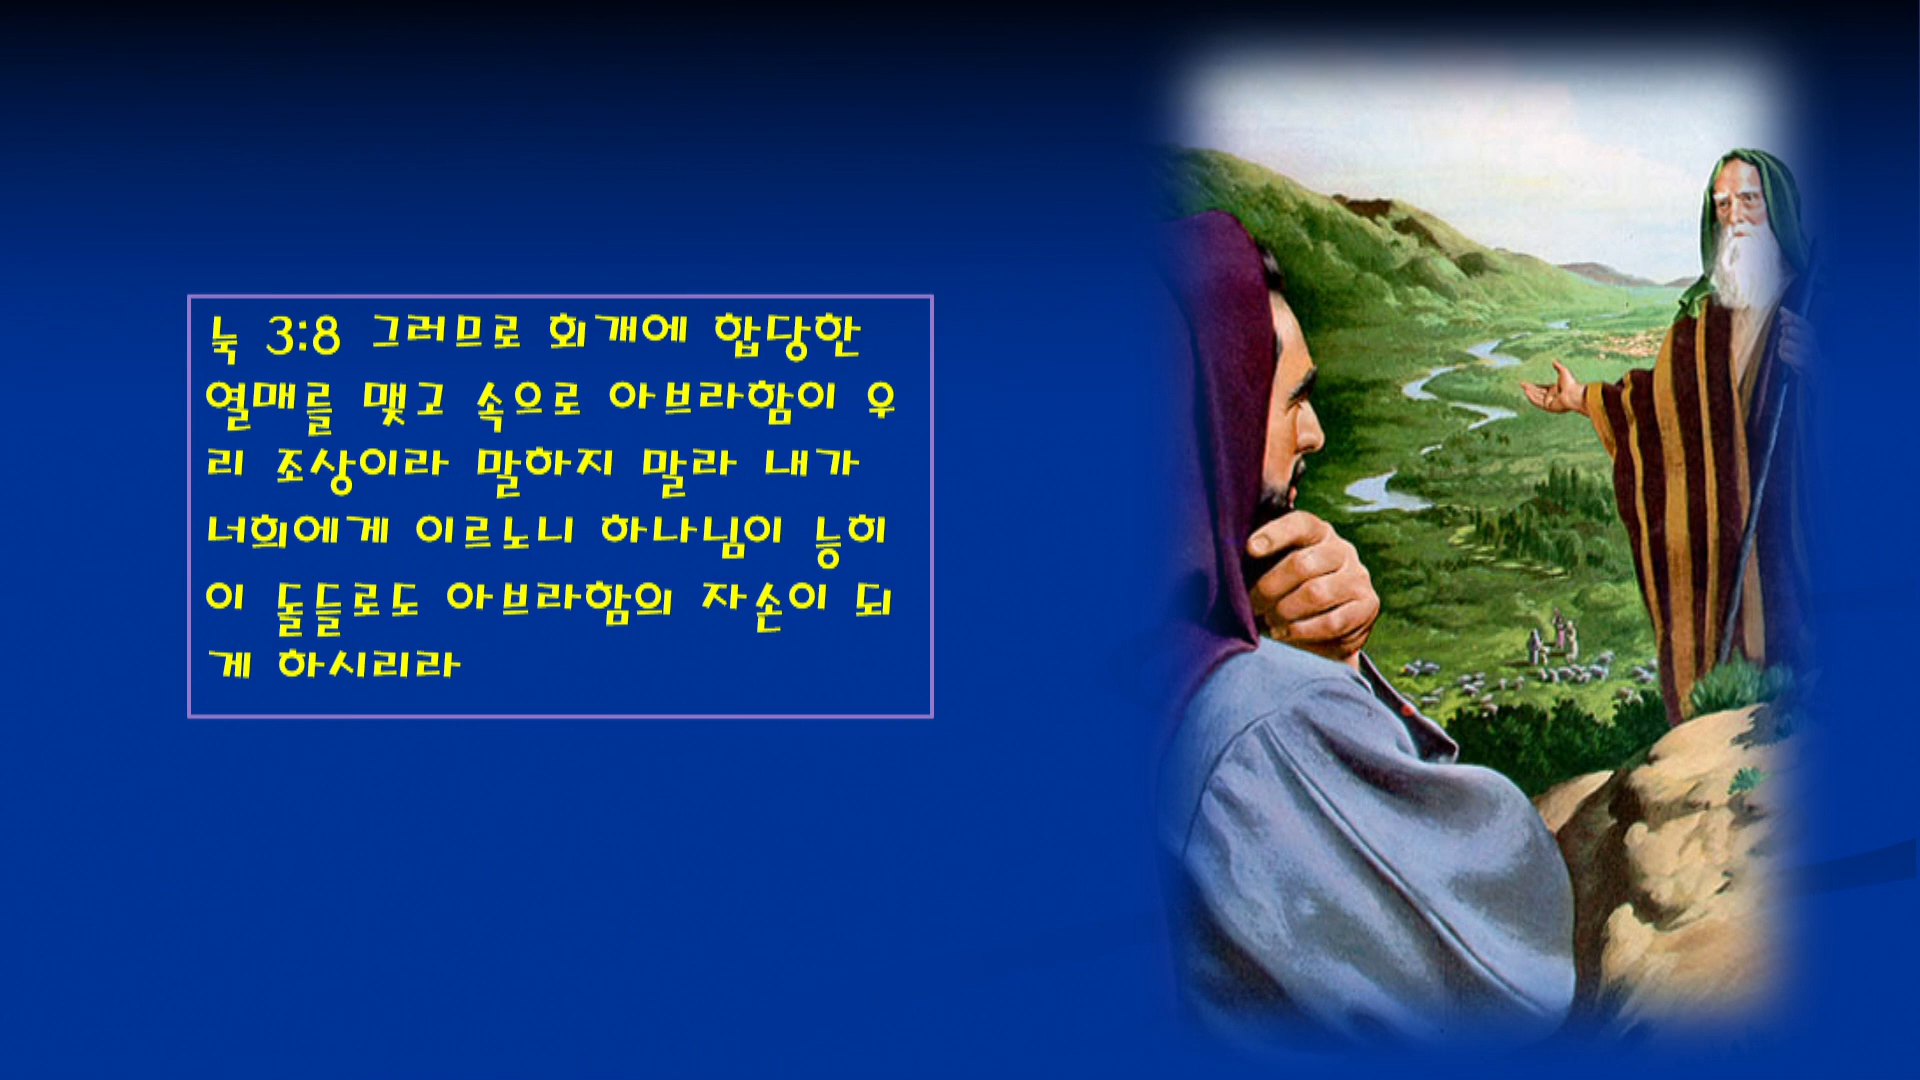 눅 3:8 그러므로 회개에 합당한
열매를 맺고 속으로 아브라함이 우
리 조상이라 말하지 말라 내가
너희에게 이르노니 하나님이 능히
이 돌들로도 아브라함의 자손이 되
게 하시리라